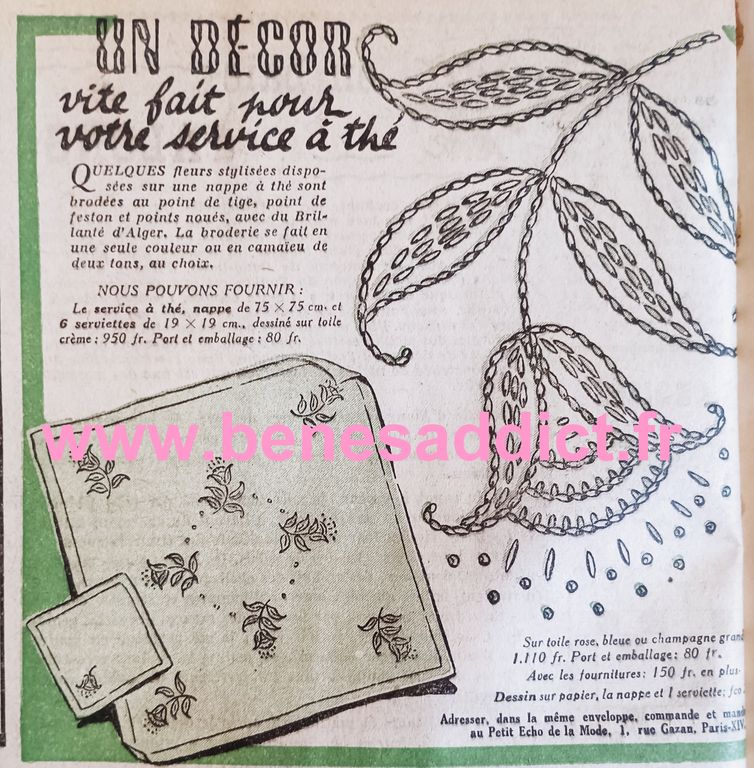 UN DÉCOR
vite fait pour
votre service à thé
QUELQUES fleurs stylisées dispo-
sées sur une nappe à thé sont
brodées au point de tige, point de
feston et points noués, avec du Bril-
lanté d'Alger. La broderie se fait en
une seule couleur ou en camaïeu de
deux tons, au choix.
NOUS POUVONS FOURNIR :
Le service à thé, nappe de 75 × 75 cm. et
6 serviettes de 19 × 19 cm., dessiné sur toile
crème : 950 fr. Port et emballage : 80 fr.
www.benesaddict.fr
Sur toile rose, bleue ou champagne grand
1.110 fr. Port et emballage : 80 fr.
Avec les fournitures : 150 fr. en plus.
Dessin sur papier, la nappe et 1 serviette: fco
Adresser, dans la même enveloppe, commande et mand
au Petit Echo de la Mode, 1, rue Gazan, Paris-XIV